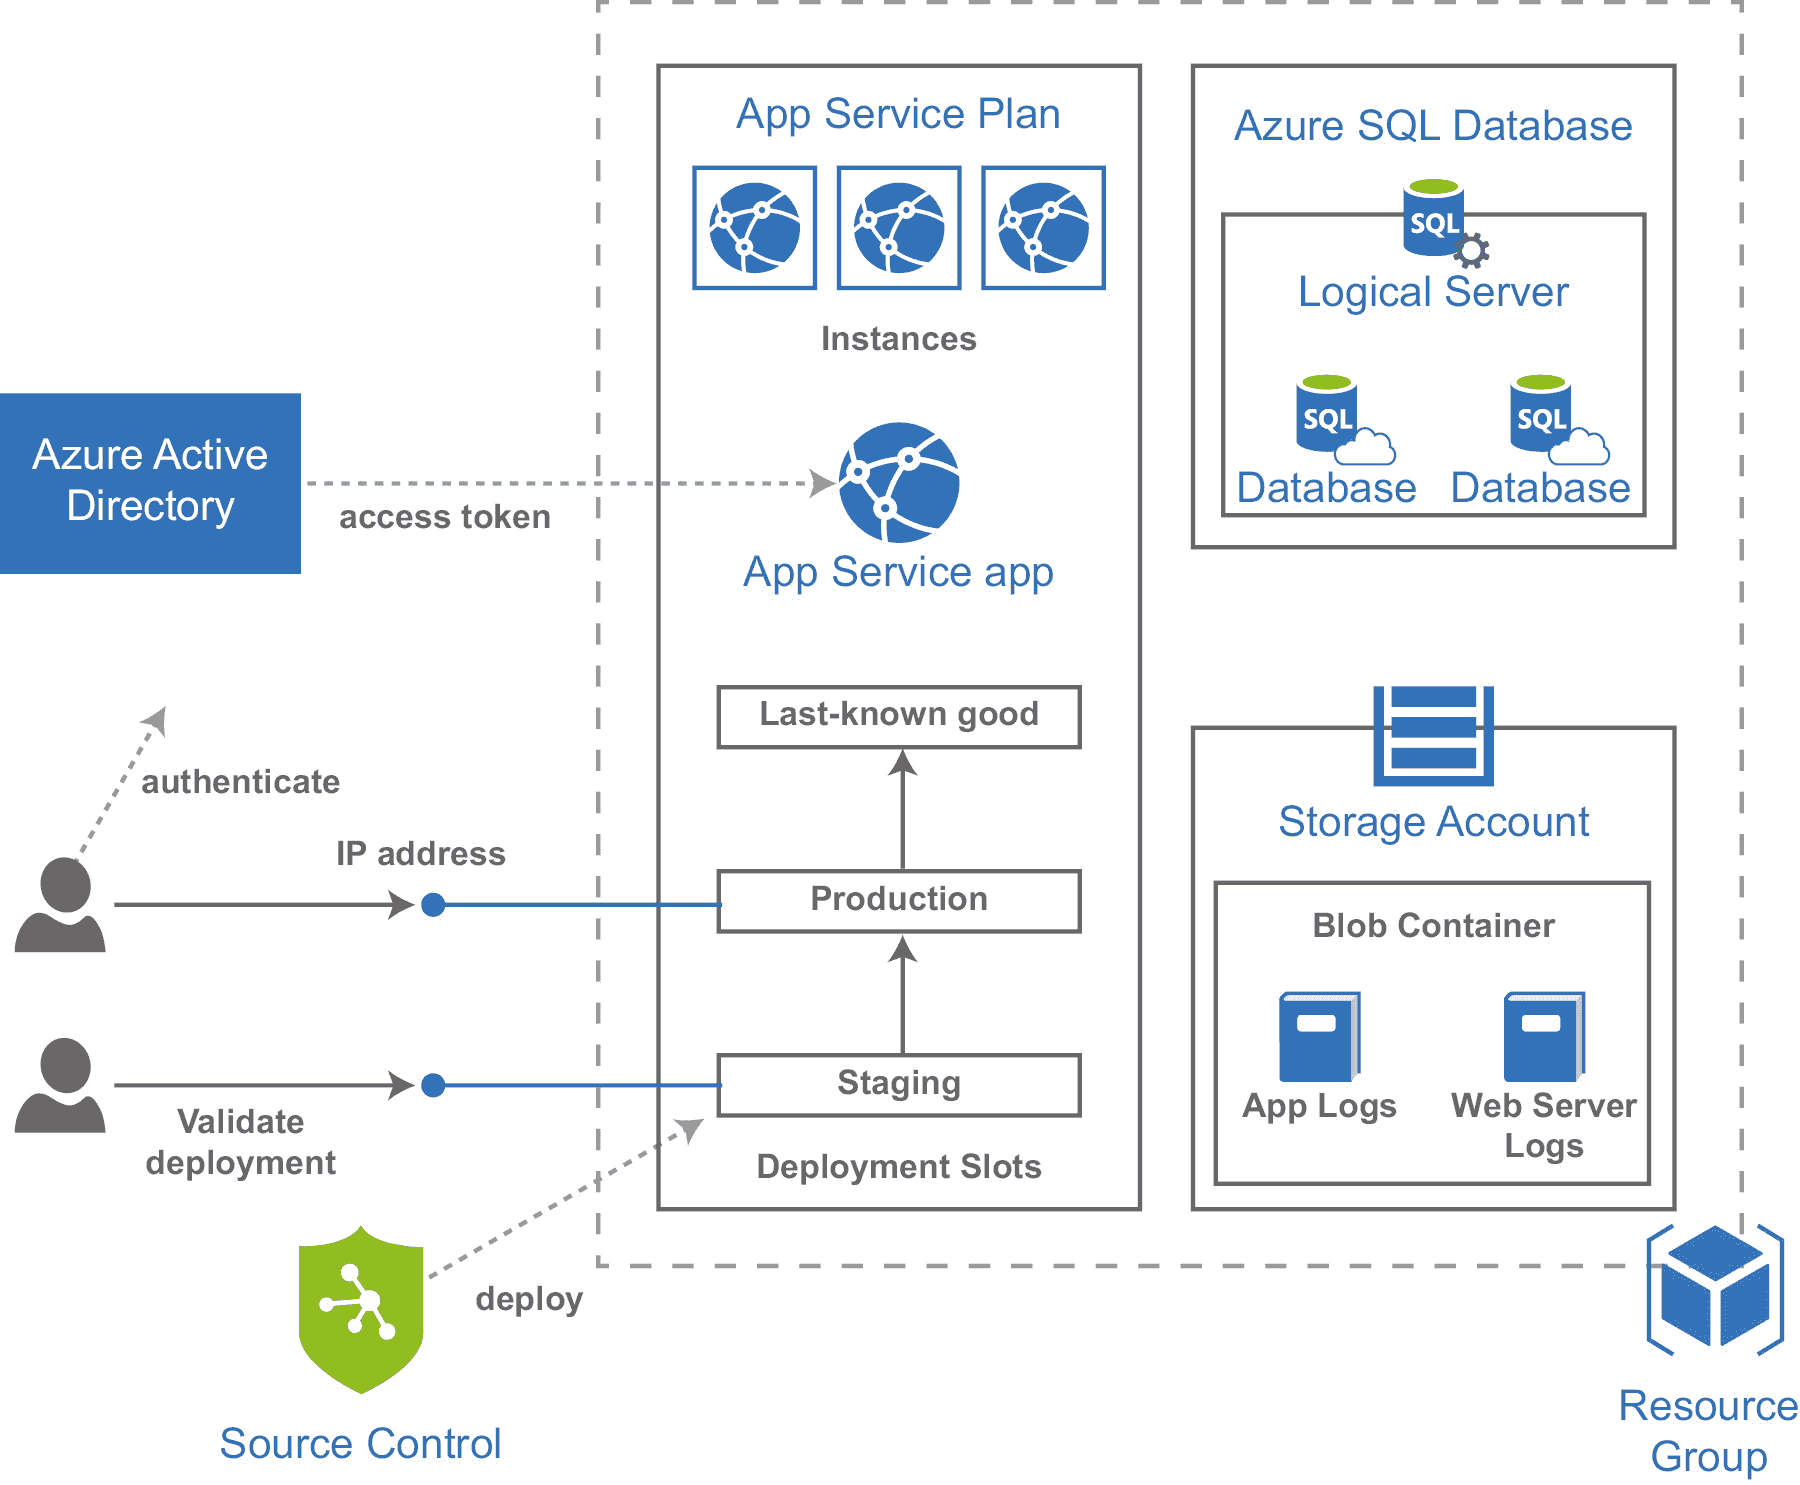 App Service Plan
Instances
Azure SQL Database
SQL
Logical Server
SQL
SQL
Database
Database
Azure Active
Directory
access token
App Service app
authenticate
IP address
Last-known good
Production
Staging
Deployment Slots
Validate
deployment
deploy
Source Control
Storage Account
Blob Container
App Logs
Web Server
Logs
Resource
Group